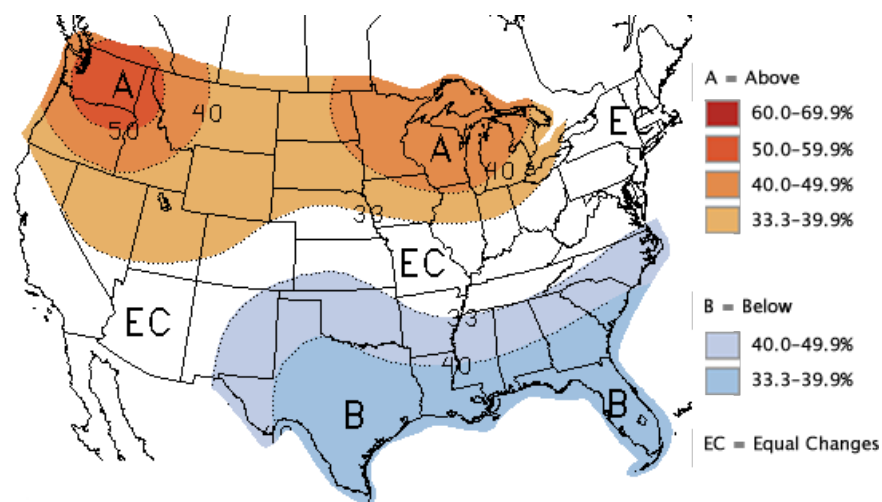 A = Above
60.0–69.9%
50.0–59.9%
40.0–49.9%
33.3–39.9%
B = Below
40.0–49.9%
33.3–39.9%
EC = Equal Changes
A
50
40
A
40
33
E
EC
EC
33
40
B
B